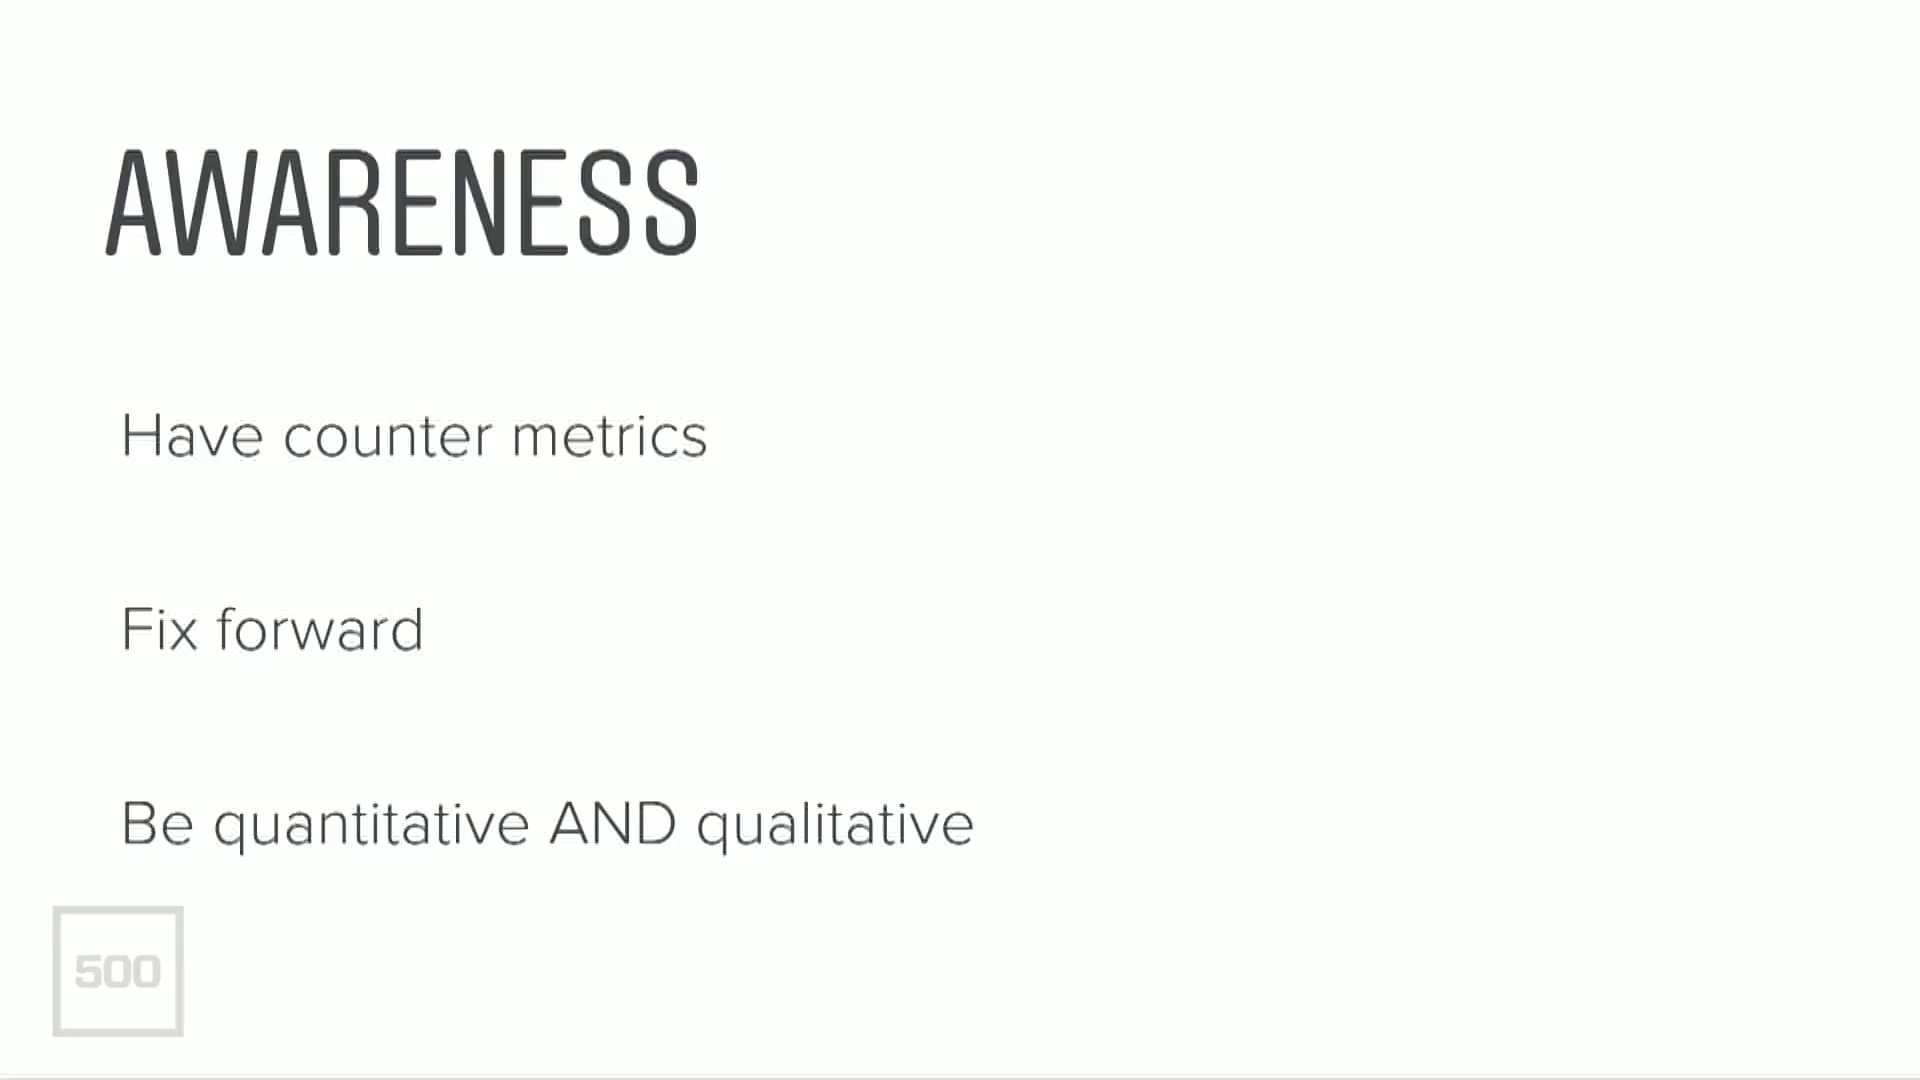 AWARENESS
Have counter metrics
Fix forward
Be quantitative AND qualitative
500